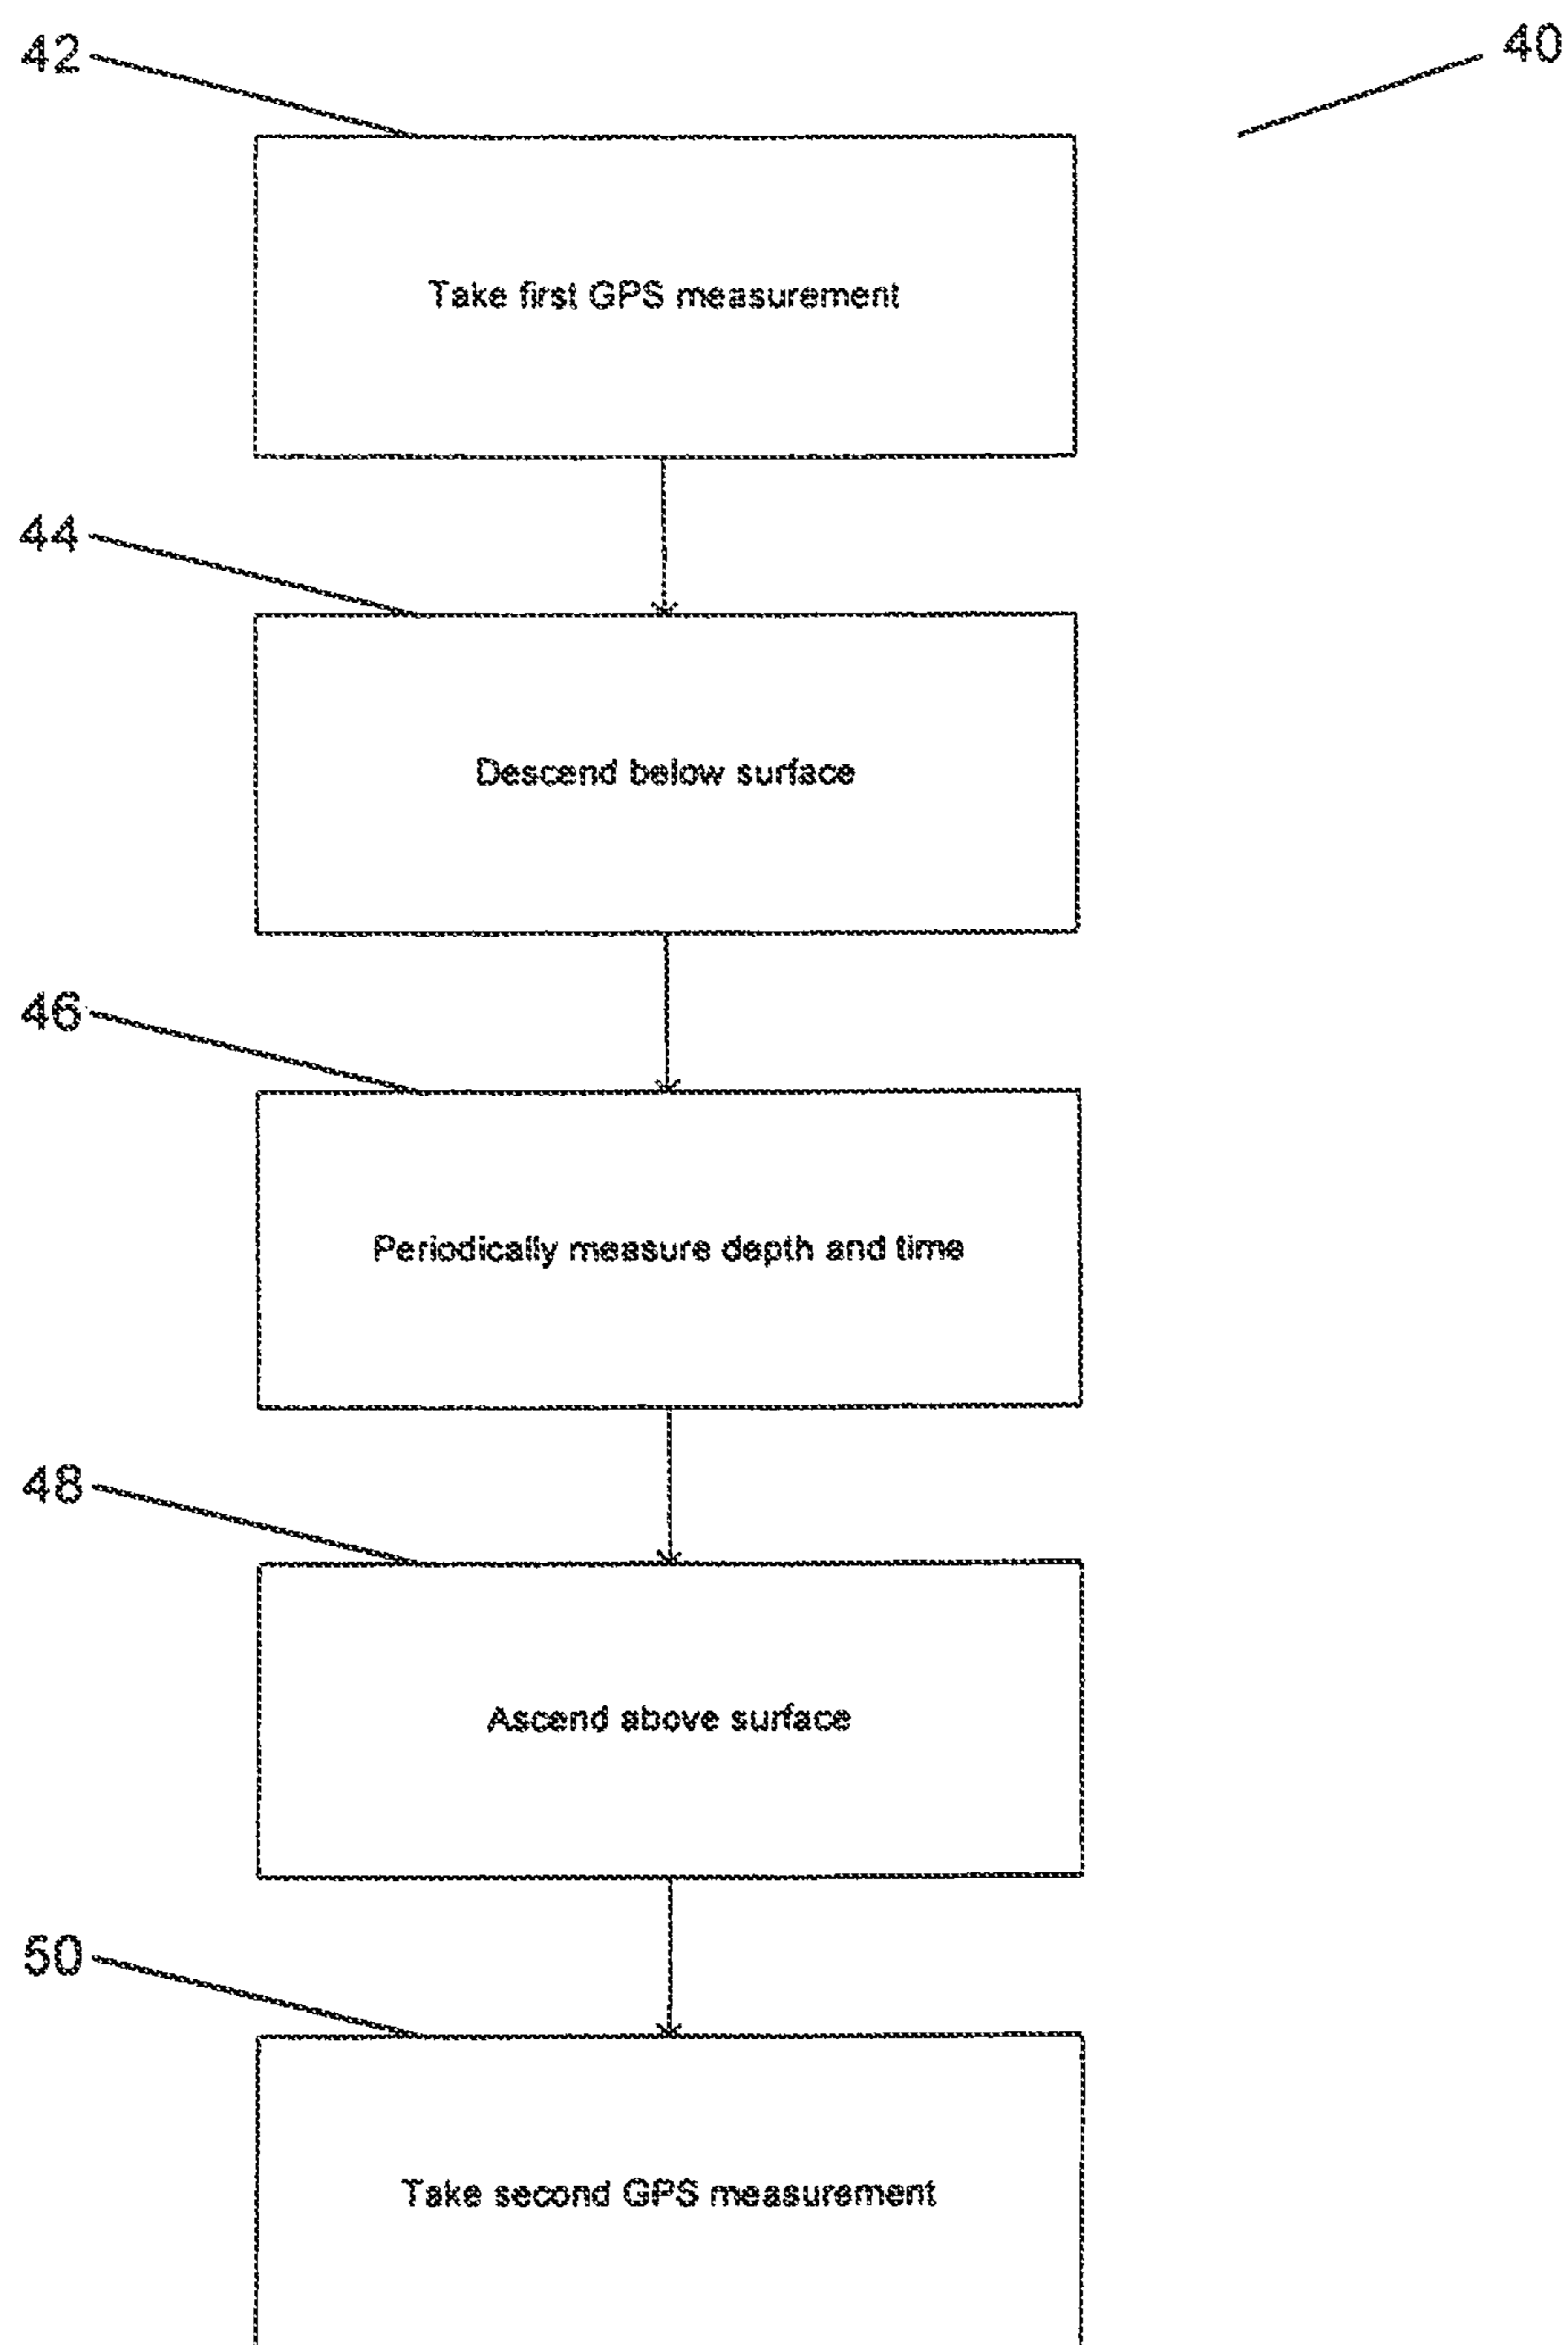 42
40
Take first GPS measurement
44
Descend below surface
46
Periodically measure depth and time
48
Ascend above surface
50
Take second GPS measurement